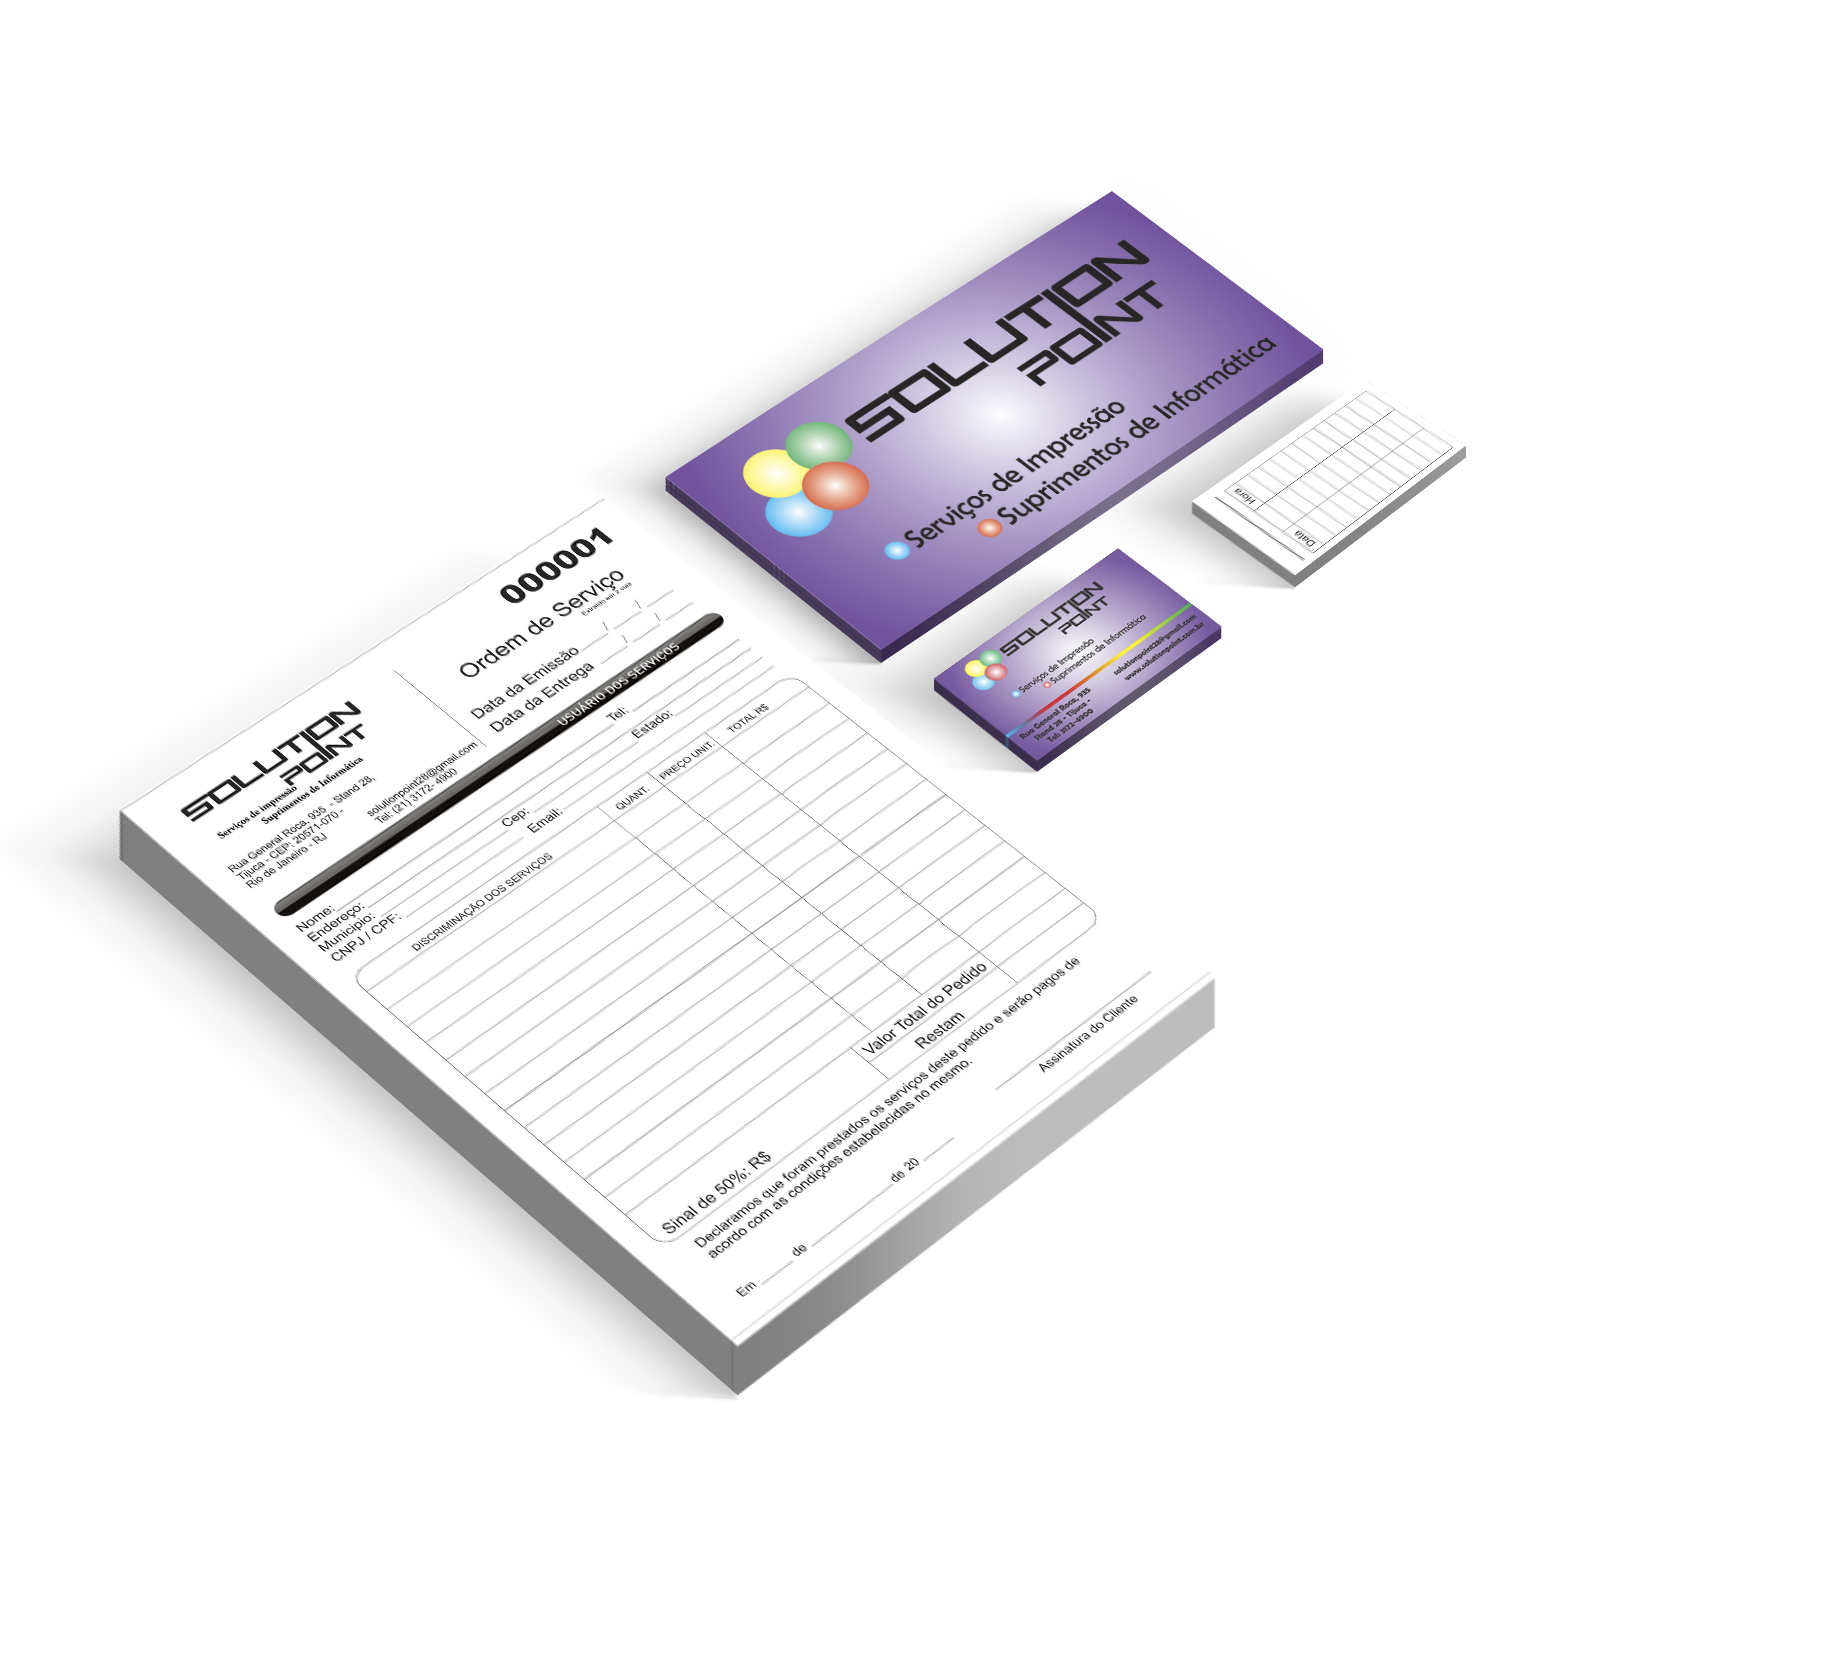 SOLUTION
POINT
Serviços de impressão
Suprimentos de Informática
Rua General Roca, 935 - Stand 28,
Tijuca - CEP: 20571-070 -
Rio de Janeiro - RJ
solutionpoint28@gmail.com
Tel: (21) 3172- 4900
000001
Ordem de Serviço
Extraído em 2 vias
Data da Emissão / /
Data da Entrega / /
USUÁRIO DOS SERVIÇOS
Nome:
Endereço: Tel:
Municipio: Cep: Estado:
CNPJ / CPF: Email:
DISCRIMINAÇÃO DOS SERVIÇOS QUANT. PREÇO UNIT. TOTAL R$
Valor Total do Pedido
Sinal de 50%: R$ Restam
Declaramos que foram prestados os serviços deste pedido e serão pagos de
acordo com as condições estabelecidas no mesmo.
Em ____ de ____________ de 20 ____
Assinatura do Cliente
SOLUTION
POINT
Serviços de Impressão
Suprimentos de Informática
SOLUTION
POINT
Serviços de Impressão
Suprimentos de Informática
Rua General Roca, 935
Stand 28 - Tijuca -
Tel: 3172-4900
solutionpoint28@gmail.com
www.solutionpoint.com.br
Data
Hora